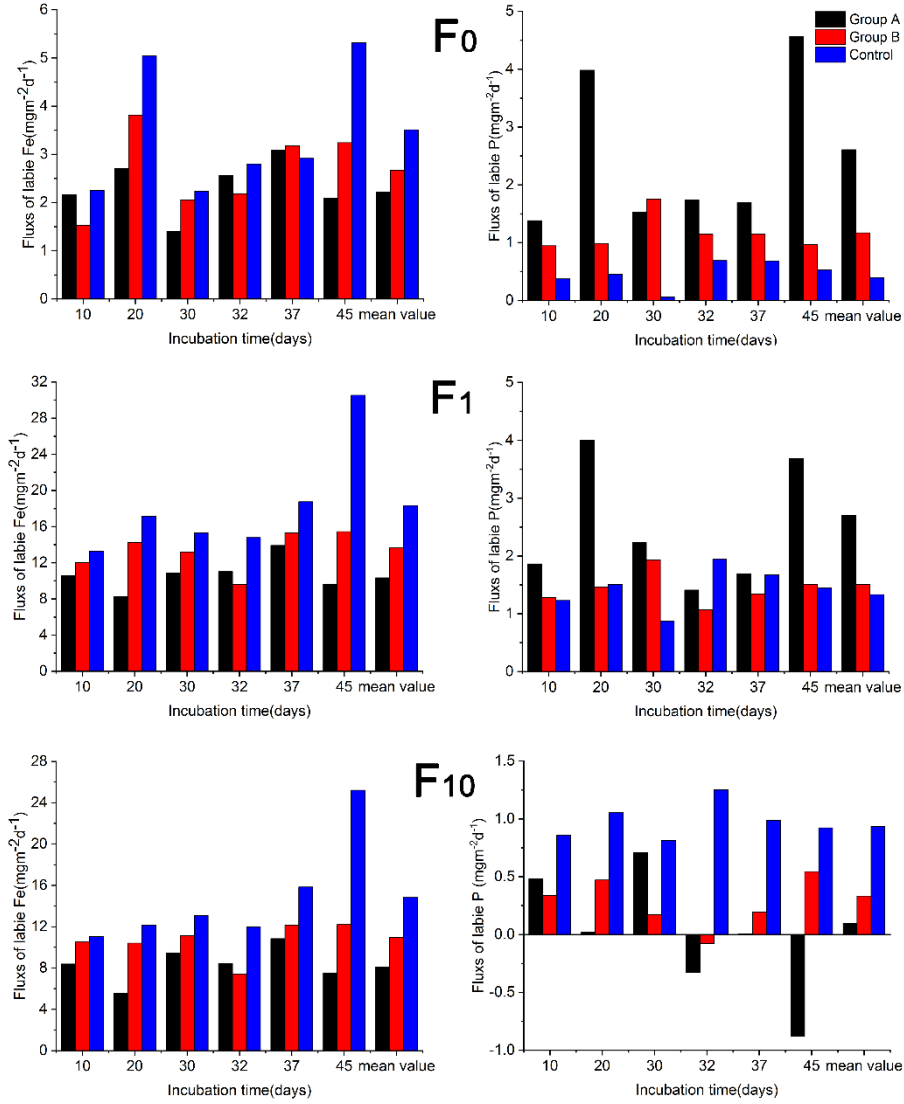 F0
Group A
Group B
Control
Fluxs of labie Fe(mgm-2d-1)
6
5
4
3
2
1
0
10 20 30 32 37 45 mean value
Incubation time(days)
Fluxs of labie P(mgm-2d-1)
5
4
3
2
1
0
10 20 30 32 37 45 mean value
Incubation time(days)
F1
Fluxs of labie Fe(mgm-2d-1)
32
28
24
20
16
12
8
4
0
10 20 30 32 37 45 mean value
Incubation time(days)
Fluxs of labie P(mgm-2d-1)
5
4
3
2
1
0
10 20 30 32 37 45 mean value
Incubation time (days)
F10
Fluxs of labie Fe(mgm-2d-1)
28
24
20
16
12
8
4
0
10 20 30 32 37 45 mean value
Incubation time(days)
Fluxs of labie P (mgm-2d-1)
1.5
1.0
0.5
0.0
-0.5
-1.0
10 20 30 32 37 45 mean value
Incubation time(days)